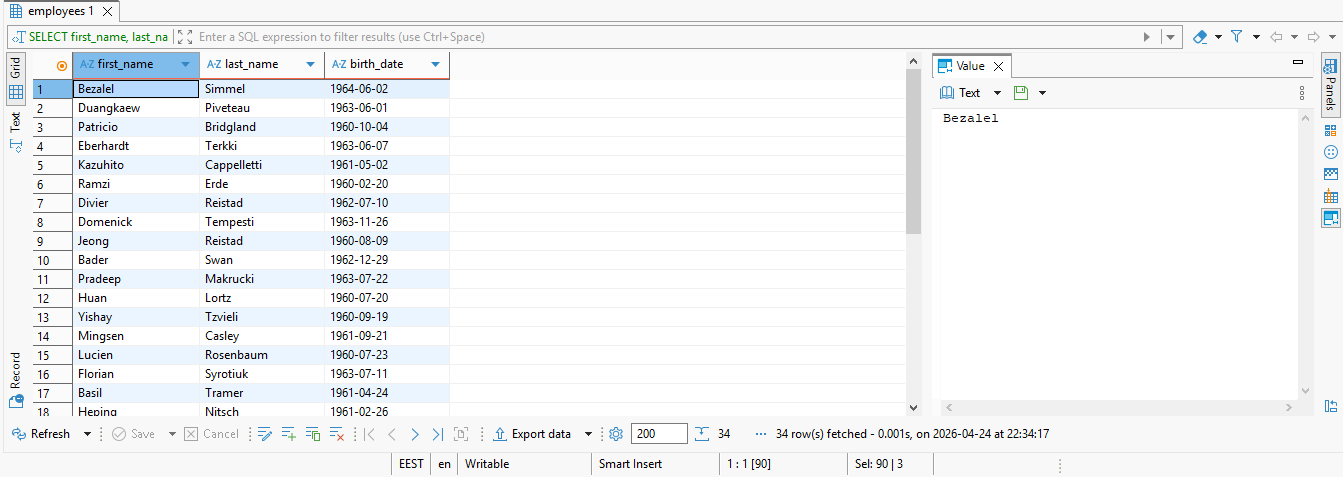 employees 1
SELECT first_name, last_na Enter a SQL expression to filter results (use Ctrl+Space)
Grid
Text
Record
first_name last_name birth_date
1 Bezalel Simmel 1964-06-02
2 Duangkaew Piveteau 1963-06-01
3 Patricio Bridgland 1960-10-04
4 Eberhardt Terkki 1963-06-07
5 Kazuhito Cappelletti 1961-05-02
6 Ramzi Erde 1960-02-20
7 Divier Reistad 1962-07-10
8 Domenick Tempesti 1963-11-26
9 Jeong Reistad 1960-08-09
10 Bader Swan 1962-12-29
11 Pradeep Makrucki 1963-07-22
12 Huan Lortz 1960-07-20
13 Yishay Tzvieli 1960-09-19
14 Mingsen Casley 1961-09-21
15 Lucien Rosenbaum 1960-07-23
16 Florian Syrotiuk 1963-07-11
17 Basil Tramer 1961-04-24
18 Heping Nitsch 1961-02-26
Value
Text
Bezalel
Panels
Refresh Save Cancel Export data 200 34 ··· 34 row(s) fetched - 0.001s, on 2026-04-24 at 22:34:17
EEST en Writable Smart Insert 1 : 1 [90] Sel: 90 | 3